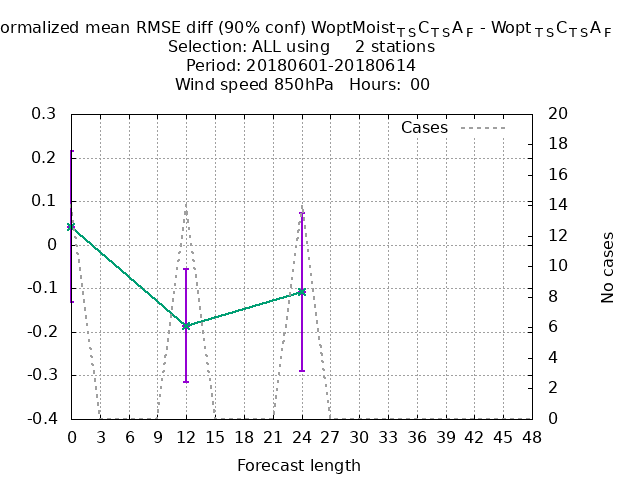 ormalized mean RMSE diff (90% conf) WoptMoistTSCTSAF - WoptTSCTSAF
Selection: ALL using 2 stations
Period: 20180601-20180614
Wind speed 850hPa Hours: 00
Cases
0.3
0.2
0.1
0
-0.1
-0.2
-0.3
-0.4
20
18
16
14
12
10
8
6
4
2
0
No cases
0 3 6 9 12 15 18 21 24 27 30 33 36 39 42 45 48
Forecast length